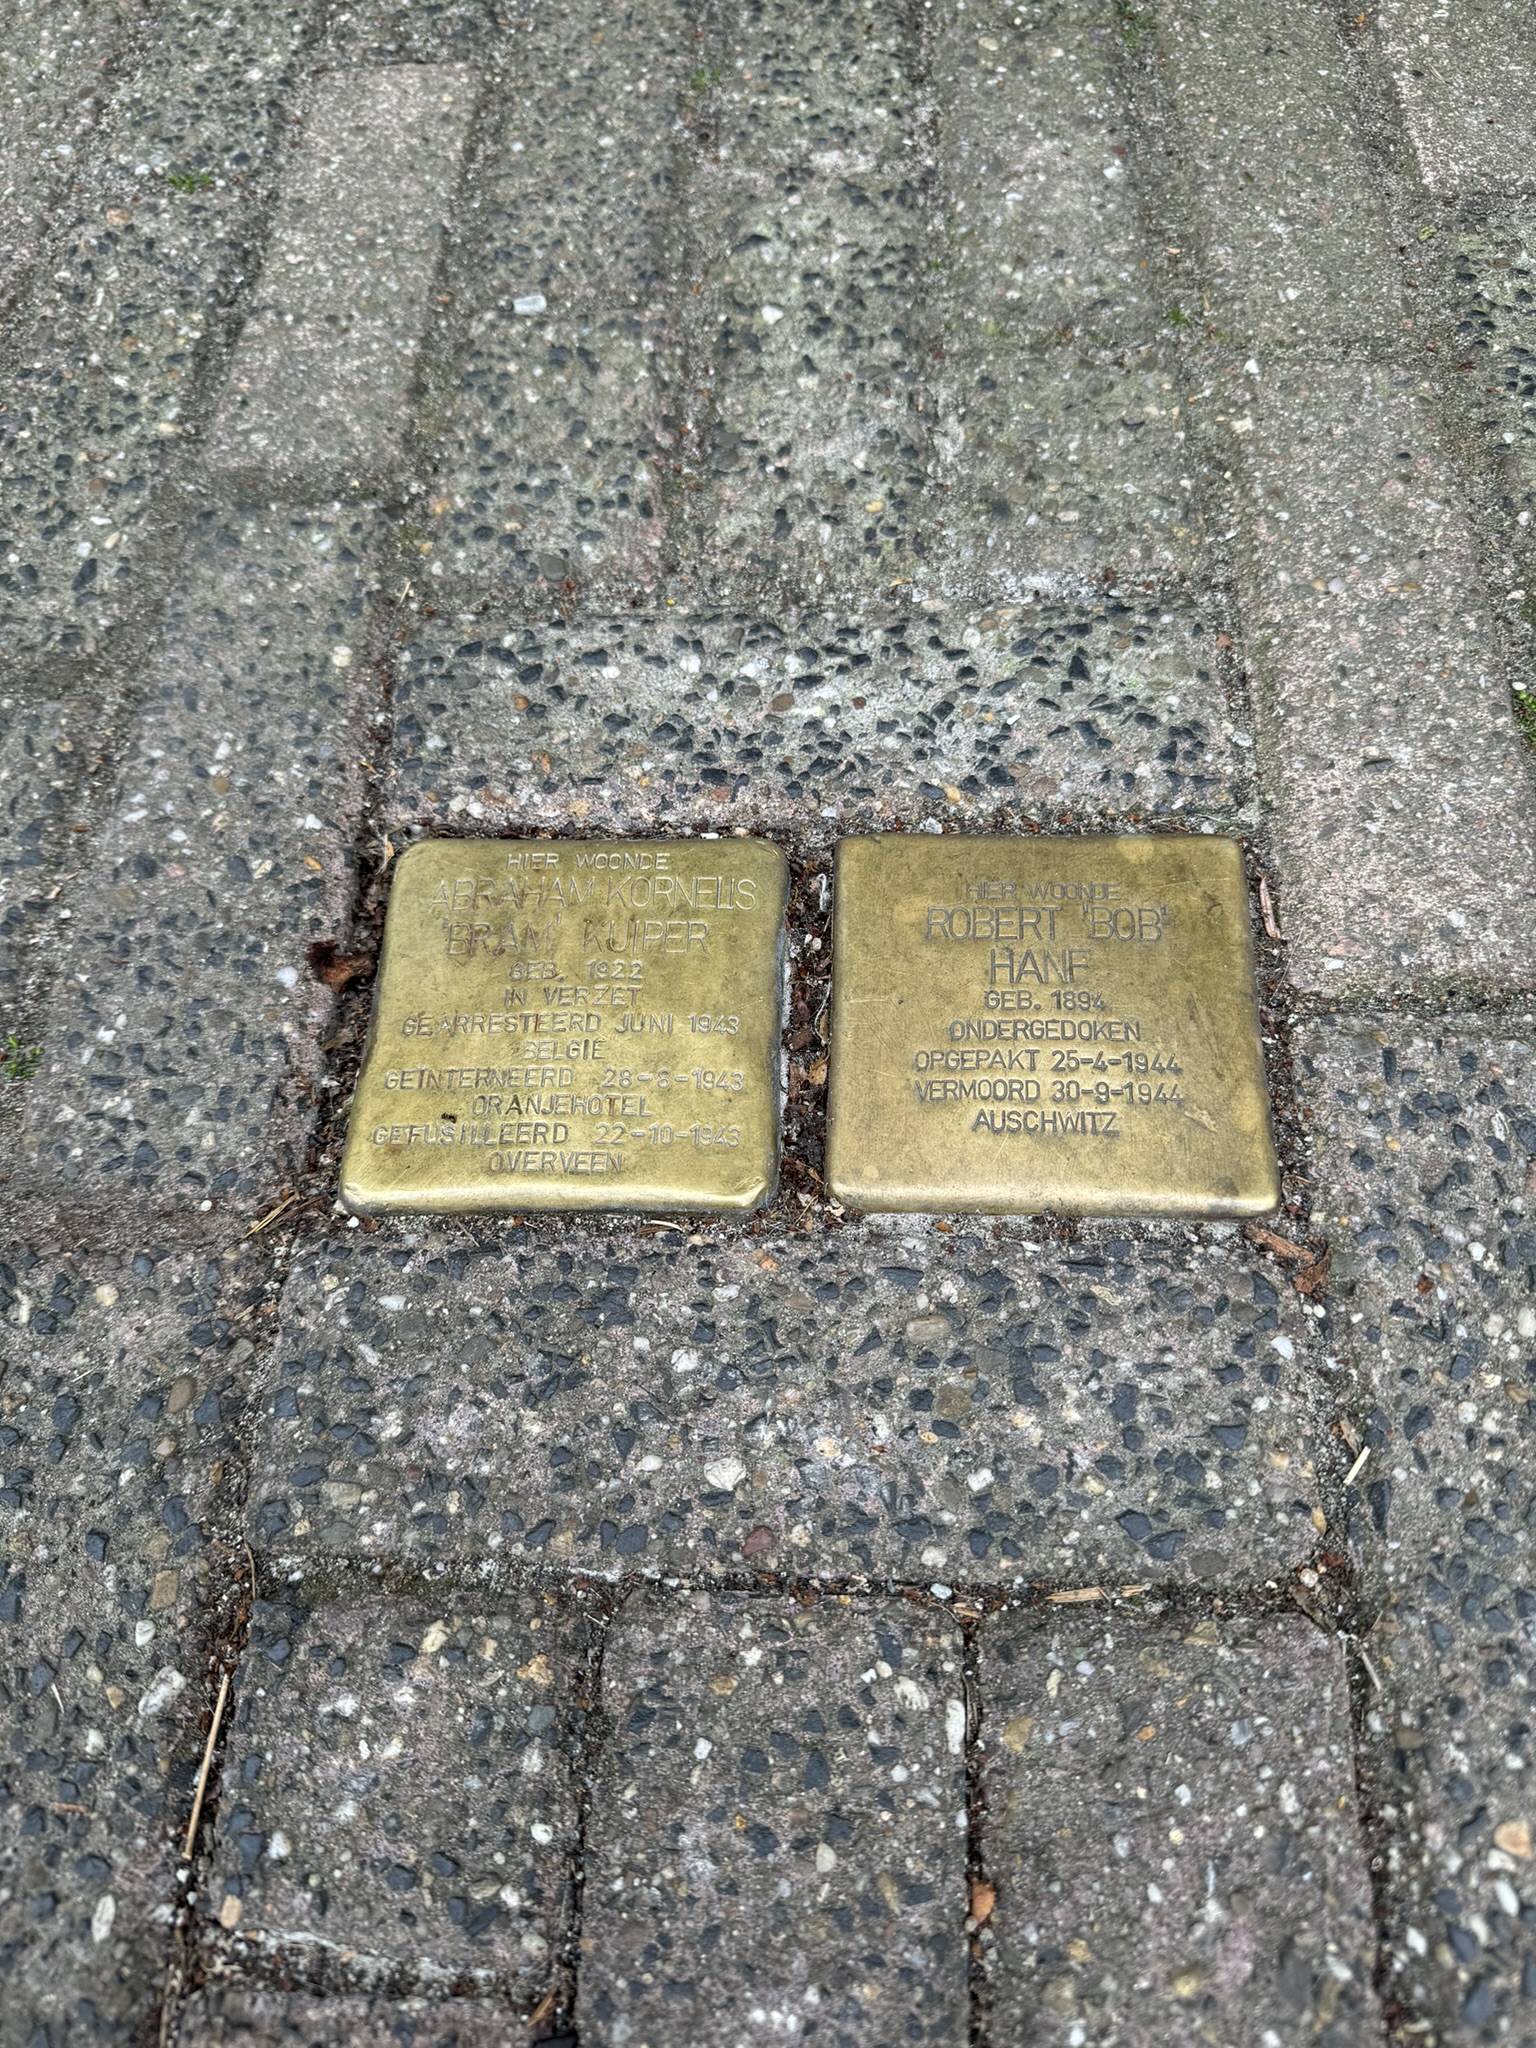 HIER WOONDE
ABRAHAM KORNELIS
'BRAM' KUIPER
GEB. 1922
IN VERZET
GEARRESTEERD JUNI 1943
BELGIË
GEÏNTERNEERD 28-8-1943
ORANJEHOTEL
GEFUSILLEERD 22-10-1943
OVERVEEN
HIER WOONDE
ROBERT 'BOB'
HANF
GEB. 1894
ONDERGEDOKEN
OPGEPAKT 25-4-1944
VERMOORD 30-9-1944
AUSCHWITZ